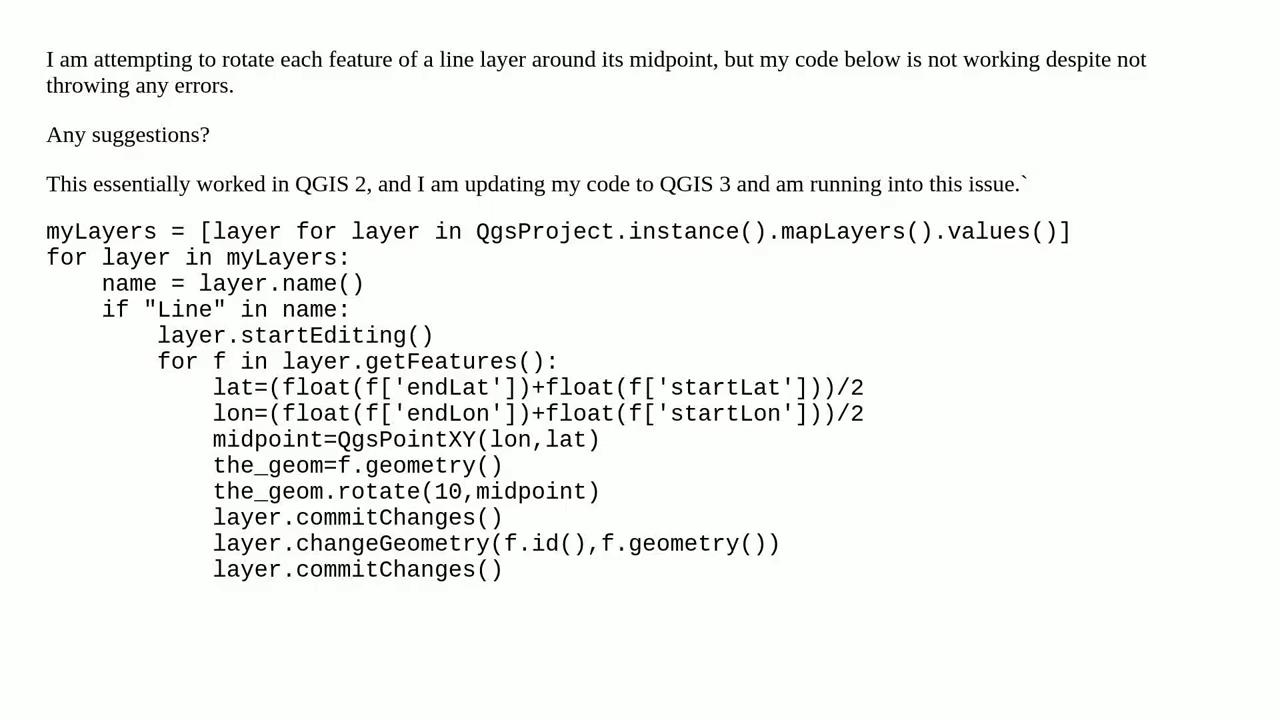 I am attempting to rotate each feature of a line layer around its midpoint, but my code below is not working despite not
throwing any errors.
Any suggestions?
This essentially worked in QGIS 2, and I am updating my code to QGIS 3 and am running into this issue.`
myLayers = [layer for layer in QgsProject.instance().mapLayers().values()]
for layer in myLayers:
    name = layer.name()
    if "Line" in name:
        layer.startEditing()
        for f in layer.getFeatures():
            lat=(float(f['endLat'])+float(f['startLat']))/2
            lon=(float(f['endLon'])+float(f['startLon']))/2
            midpoint=QgsPointXY(lon,lat)
            the_geom=f.geometry()
            the_geom.rotate(10,midpoint)
            layer.commitChanges()
            layer.changeGeometry(f.id(),f.geometry())
            layer.commitChanges()